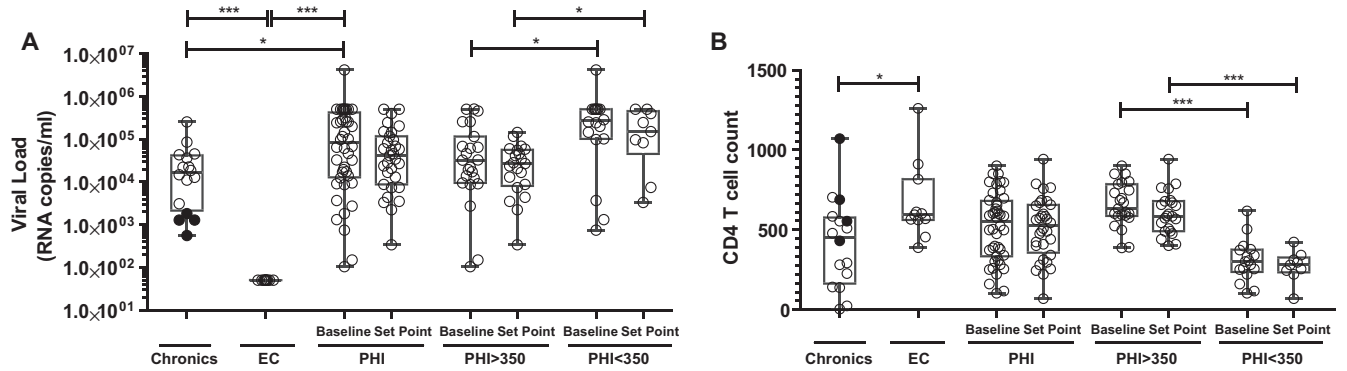 A
Viral Load
(RNA copies/ml)
1.0×10^07
1.0×10^06
1.0×10^05
1.0×10^04
1.0×10^03
1.0×10^02
1.0×10^01
*** ***
*
*
*
Baseline Set Point Baseline Set Point Baseline Set Point
Chronics EC PHI PHI>350 PHI<350
B
CD4 T cell count
1500
1000
500
0
*
***
***
Baseline Set Point Baseline Set Point Baseline Set Point
Chronics EC PHI PHI>350 PHI<350